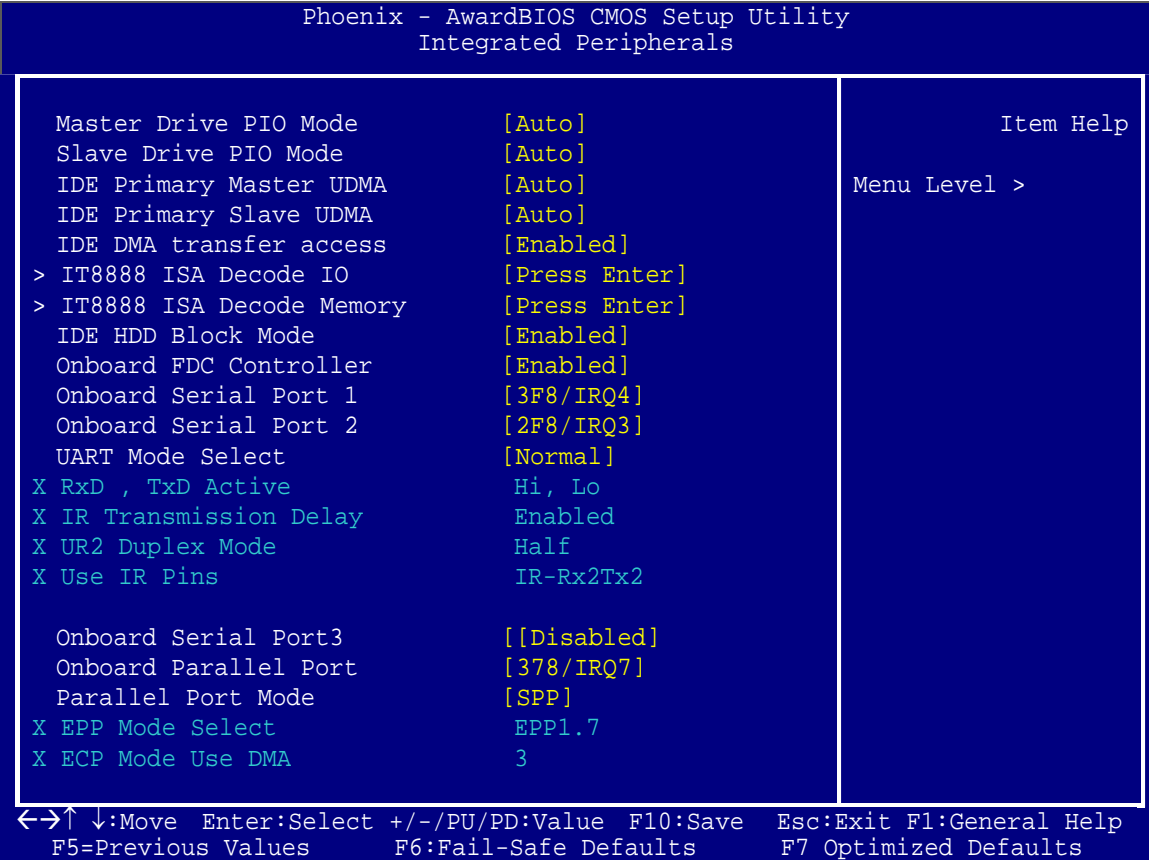 Phoenix - AwardBIOS CMOS Setup Utility
Integrated Peripherals
Master Drive PIO Mode [Auto] Item Help
Slave Drive PIO Mode [Auto]
IDE Primary Master UDMA [Auto] Menu Level >
IDE Primary Slave UDMA [Auto]
IDE DMA transfer access [Enabled]
> IT8888 ISA Decode IO [Press Enter]
> IT8888 ISA Decode Memory [Press Enter]
IDE HDD Block Mode [Enabled]
Onboard FDC Controller [Enabled]
Onboard Serial Port 1 [3F8/IRQ4]
Onboard Serial Port 2 [2F8/IRQ3]
UART Mode Select [Normal]
X RxD , TxD Active Hi, Lo
X IR Transmission Delay Enabled
X UR2 Duplex Mode Half
X Use IR Pins IR-Rx2Tx2
Onboard Serial Port3 [[Disabled]
Onboard Parallel Port [378/IRQ7]
Parallel Port Mode [SPP]
X EPP Mode Select EPP1.7
X ECP Mode Use DMA 3
←→↑ ↓:Move Enter:Select +/-/PU/PD:Value F10:Save Esc:Exit F1:General Help
F5=Previous Values F6:Fail-Safe Defaults F7 Optimized Defaults